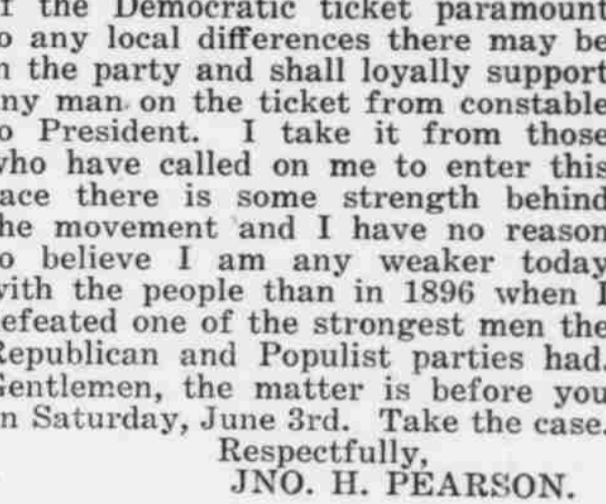 f the Democratic ticket paramount
o any local differences there may be
n the party and shall loyally support
ny man on the ticket from constable
o President. I take it from those
who have called on me to enter this
ace there is some strength behind
he movement and I have no reason
o believe I am any weaker today
with the people than in 1896 when I
efeated one of the strongest men the
Republican and Populist parties had.
Gentlemen, the matter is before you
n Saturday, June 3rd. Take the case.
Respectfully,
JNO. H. PEARSON.